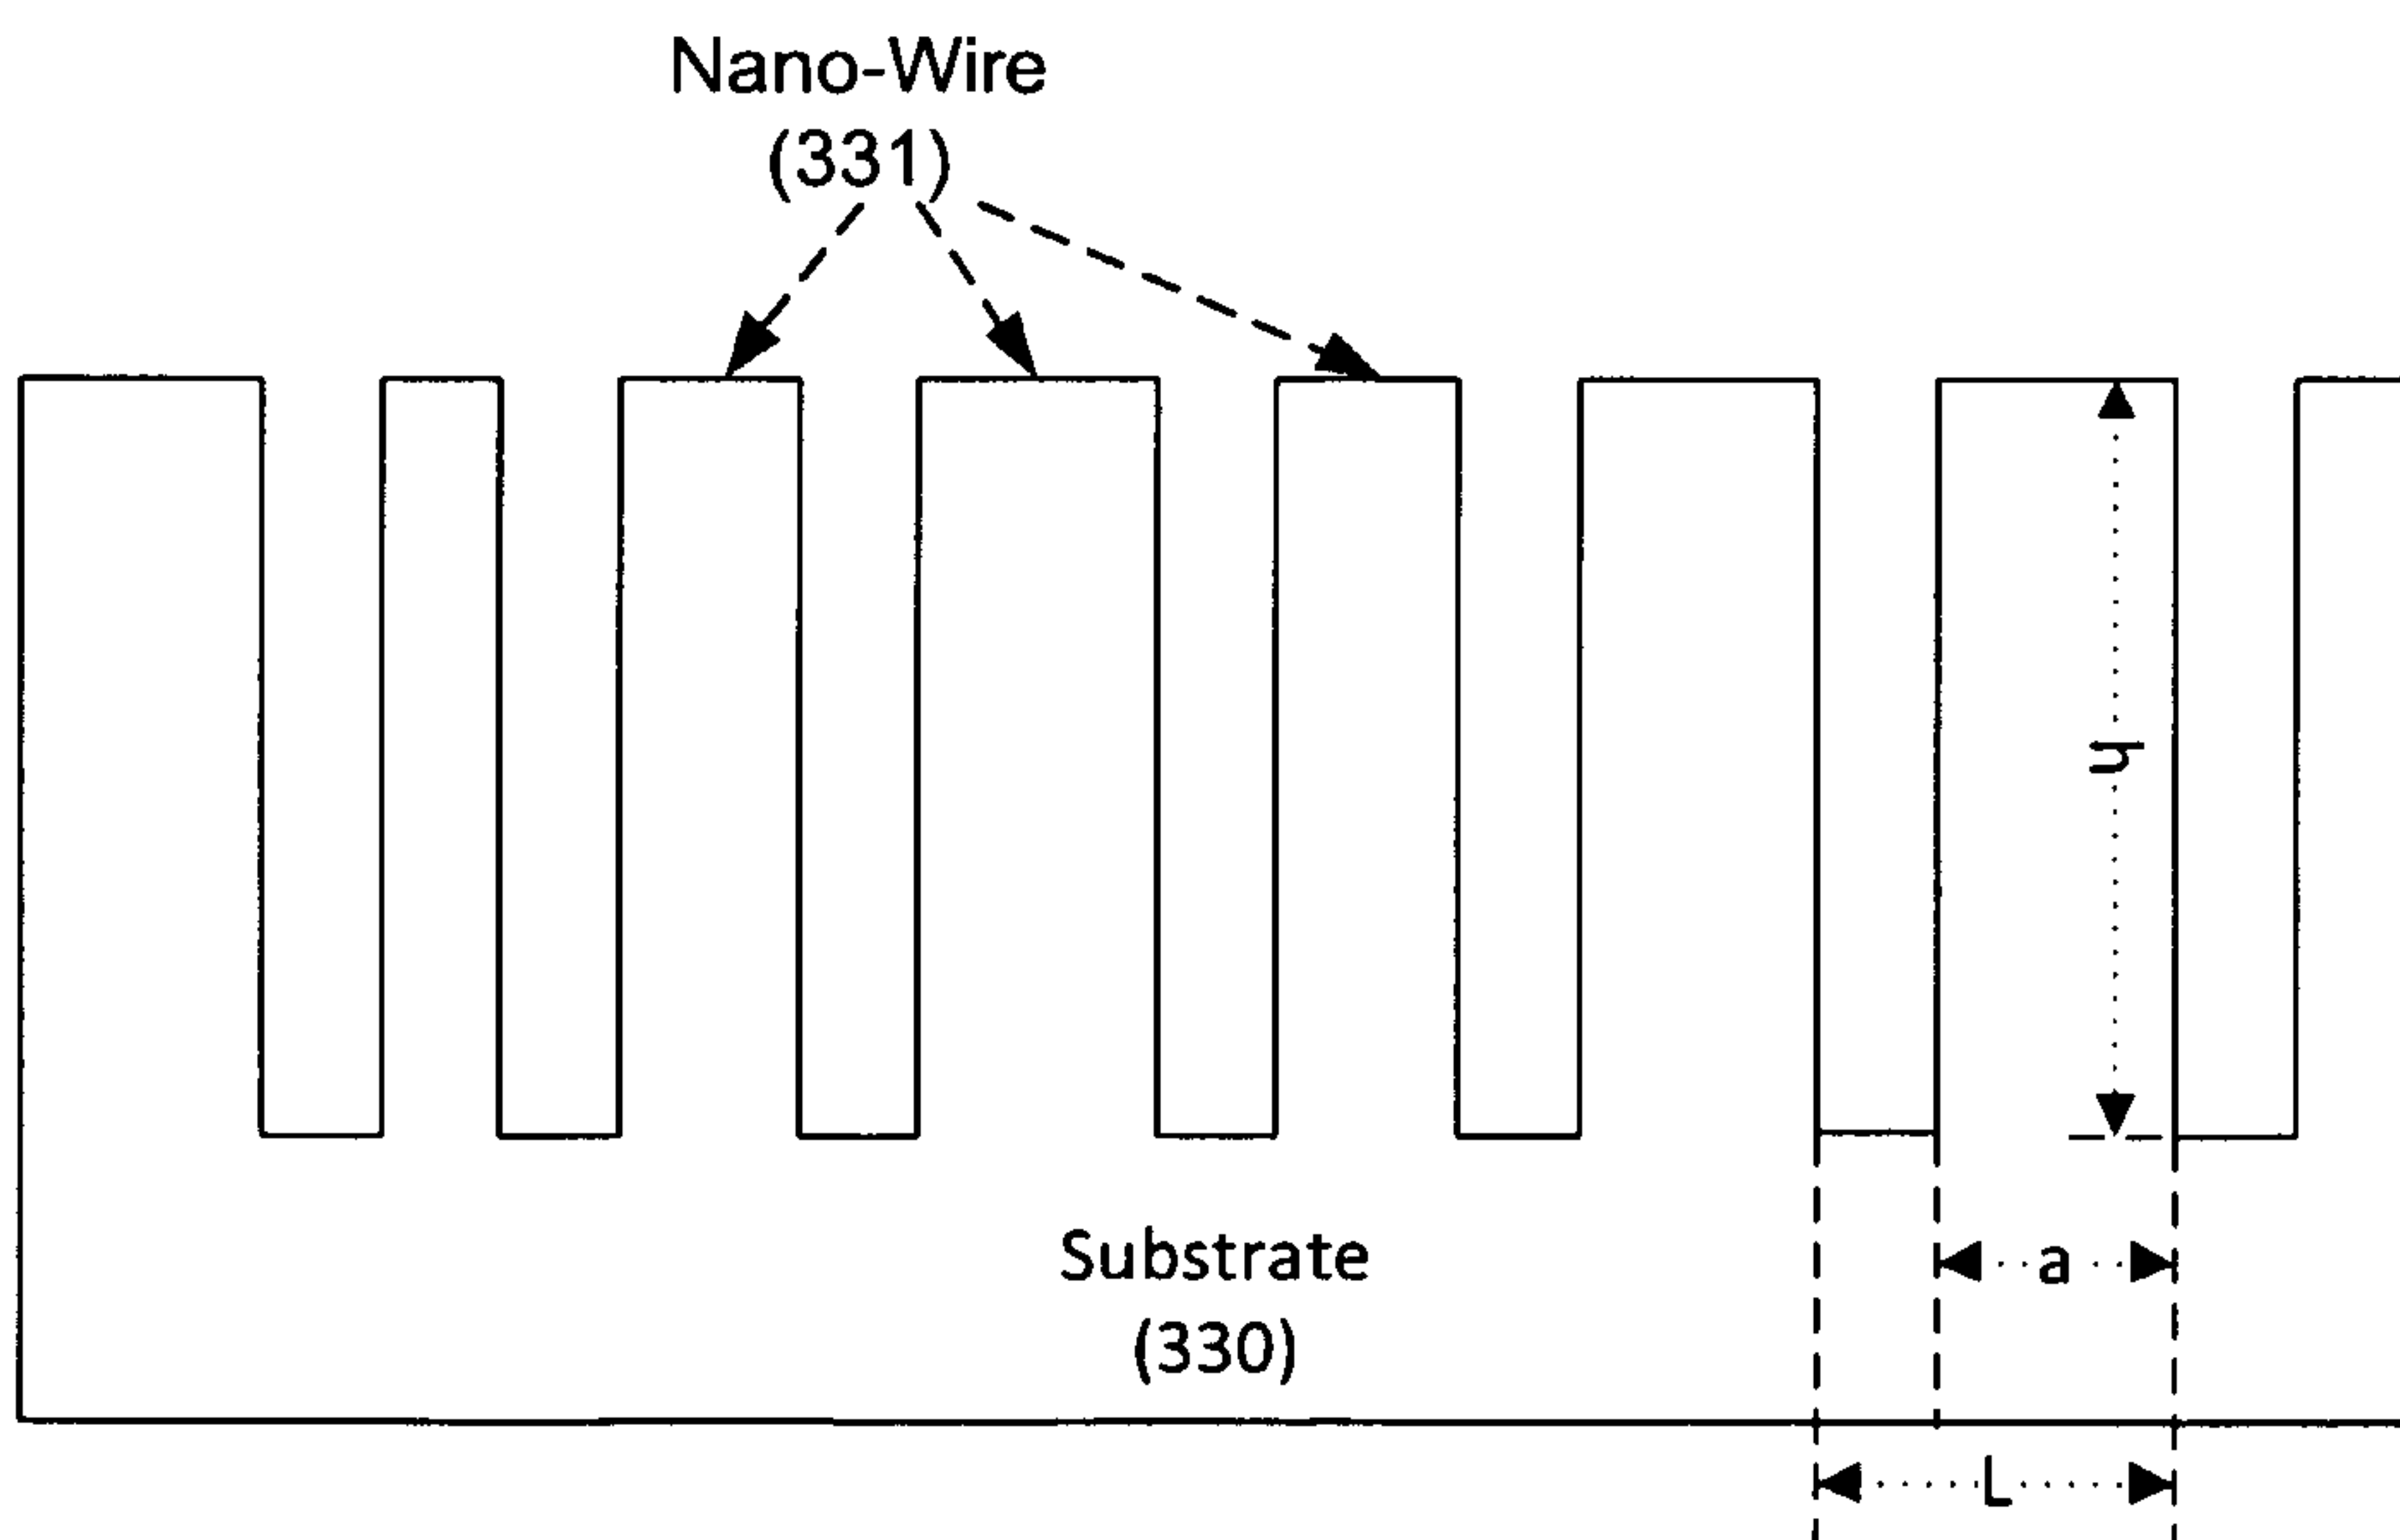 Nano-Wire
(331)
h
Substrate
(330)
a
L